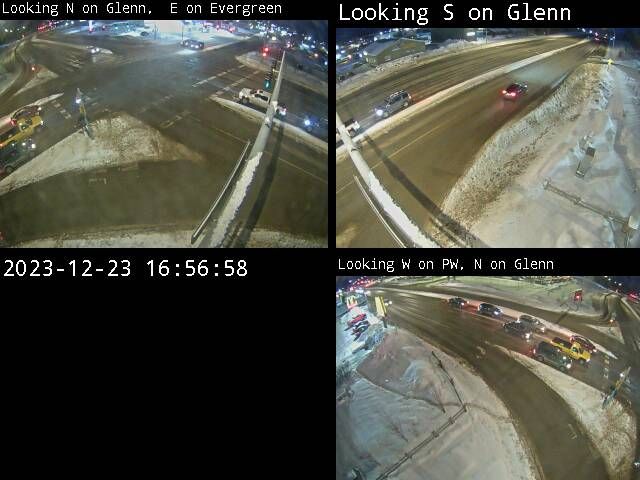 Looking N on Glenn,  E on Evergreen
Looking S on Glenn
2023-12-23 16:56:58
Looking W on PW, N on Glenn